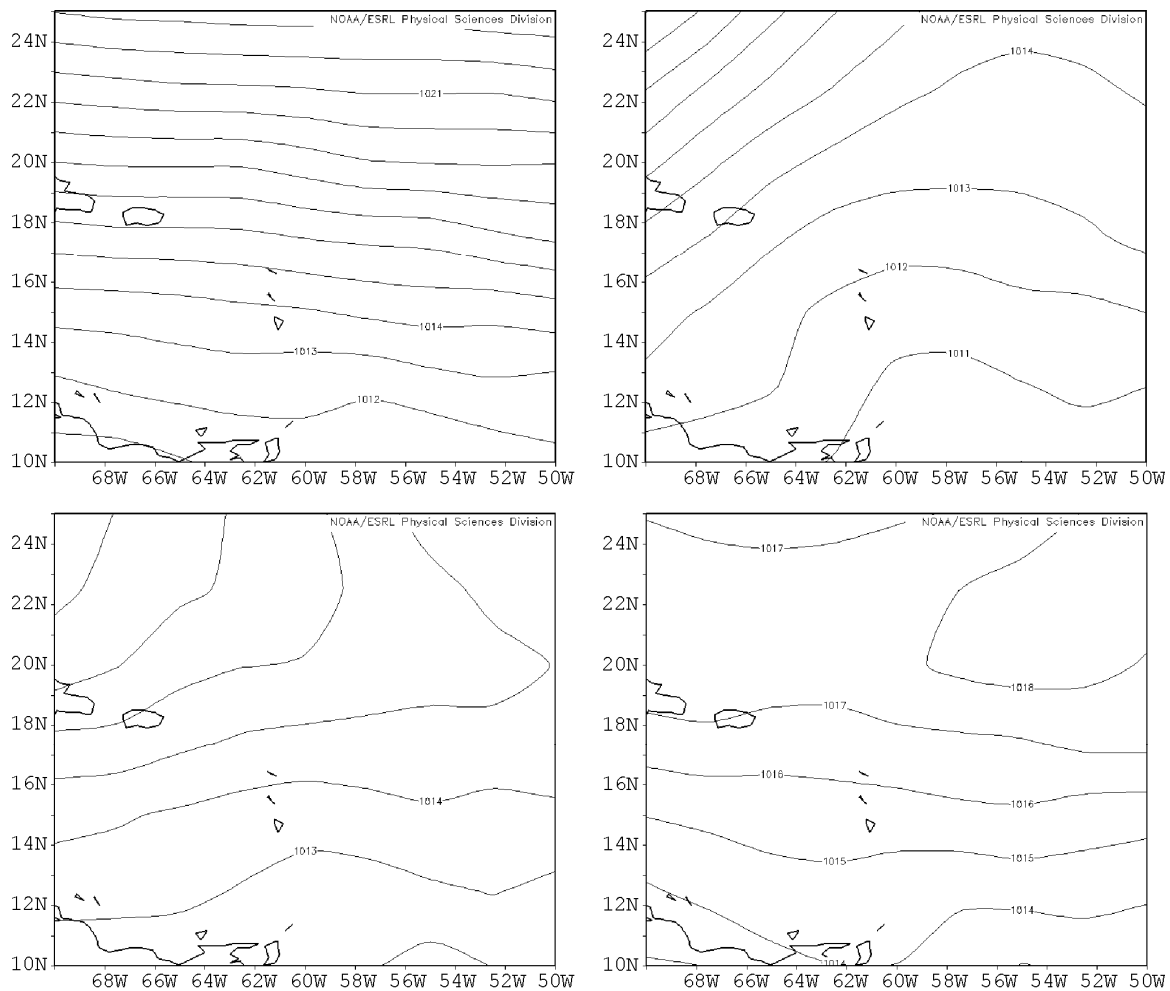 NOAA/ESRL Physical Sciences Division
24N
22N
20N
18N
16N
14N
12N
10N
1021
1014
1013
1012
68W 66W 64W 62W 60W 58W 56W 54W 52W 50W
NOAA/ESRL Physical Sciences Division
24N
22N
20N
18N
16N
14N
12N
10N
1014
1013
1012
1011
68W 66W 64W 62W 60W 58W 56W 54W 52W 50W
NOAA/ESRL Physical Sciences Division
24N
22N
20N
18N
16N
14N
12N
10N
1014
1013
68W 66W 64W 62W 60W 58W 56W 54W 52W 50W
NOAA/ESRL Physical Sciences Division
24N
22N
20N
18N
16N
14N
12N
10N
1017
1018
1017
1016
1016
1015
1015
1014
1014
68W 66W 64W 62W 60W 58W 56W 54W 52W 50W